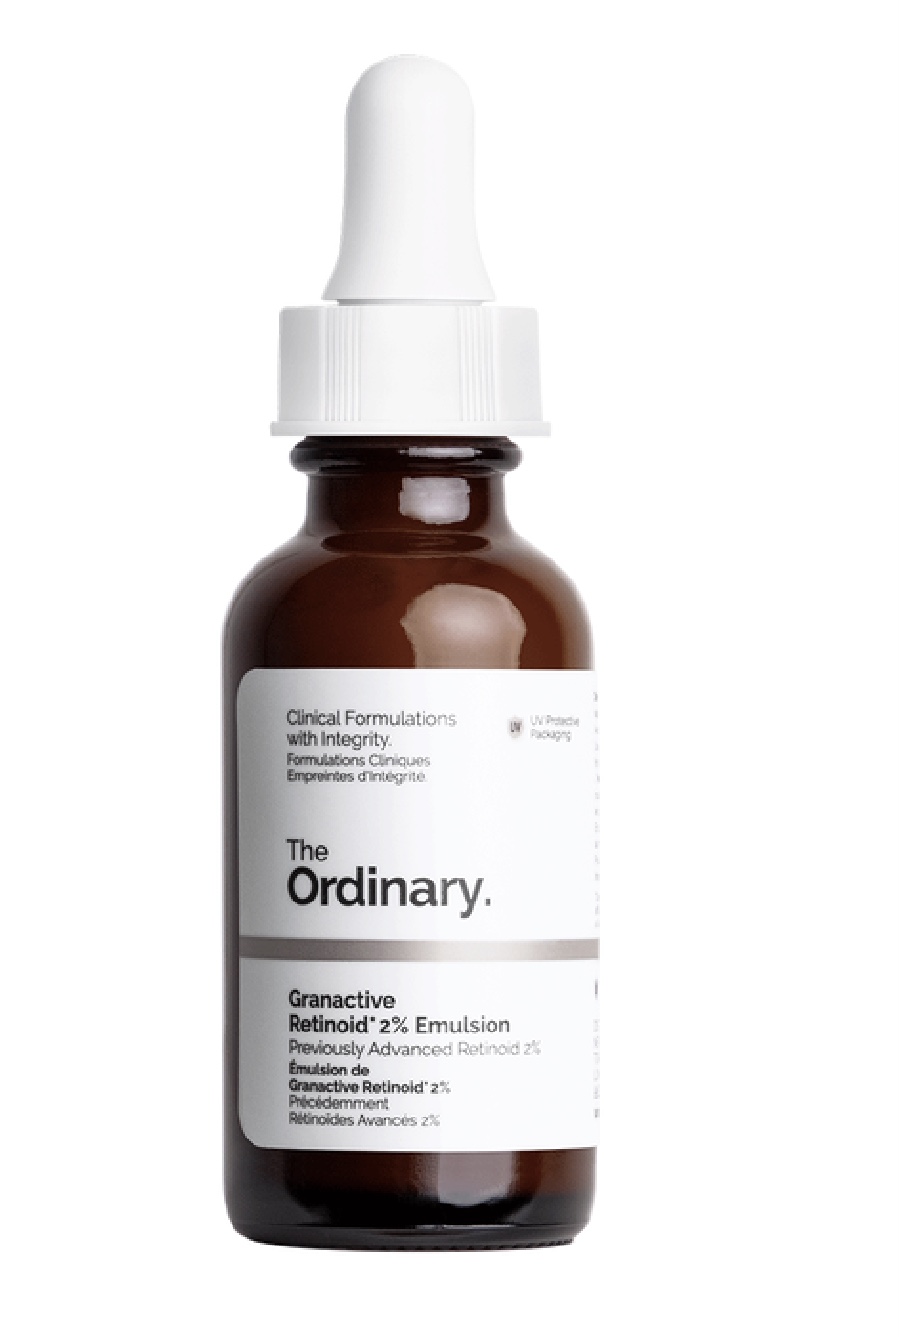 Clinical Formulations
with Integrity.
Formulations Cliniques
Empreintes d'Intégrité.
UV
UV Protective
Packaging
The
Ordinary.
Granactive
Retinoid* 2% Emulsion
Previously Advanced Retinoid 2%
Émulsion de
Granactive Retinoid* 2%
Précédemment
Rétinoïdes Avancés 2%